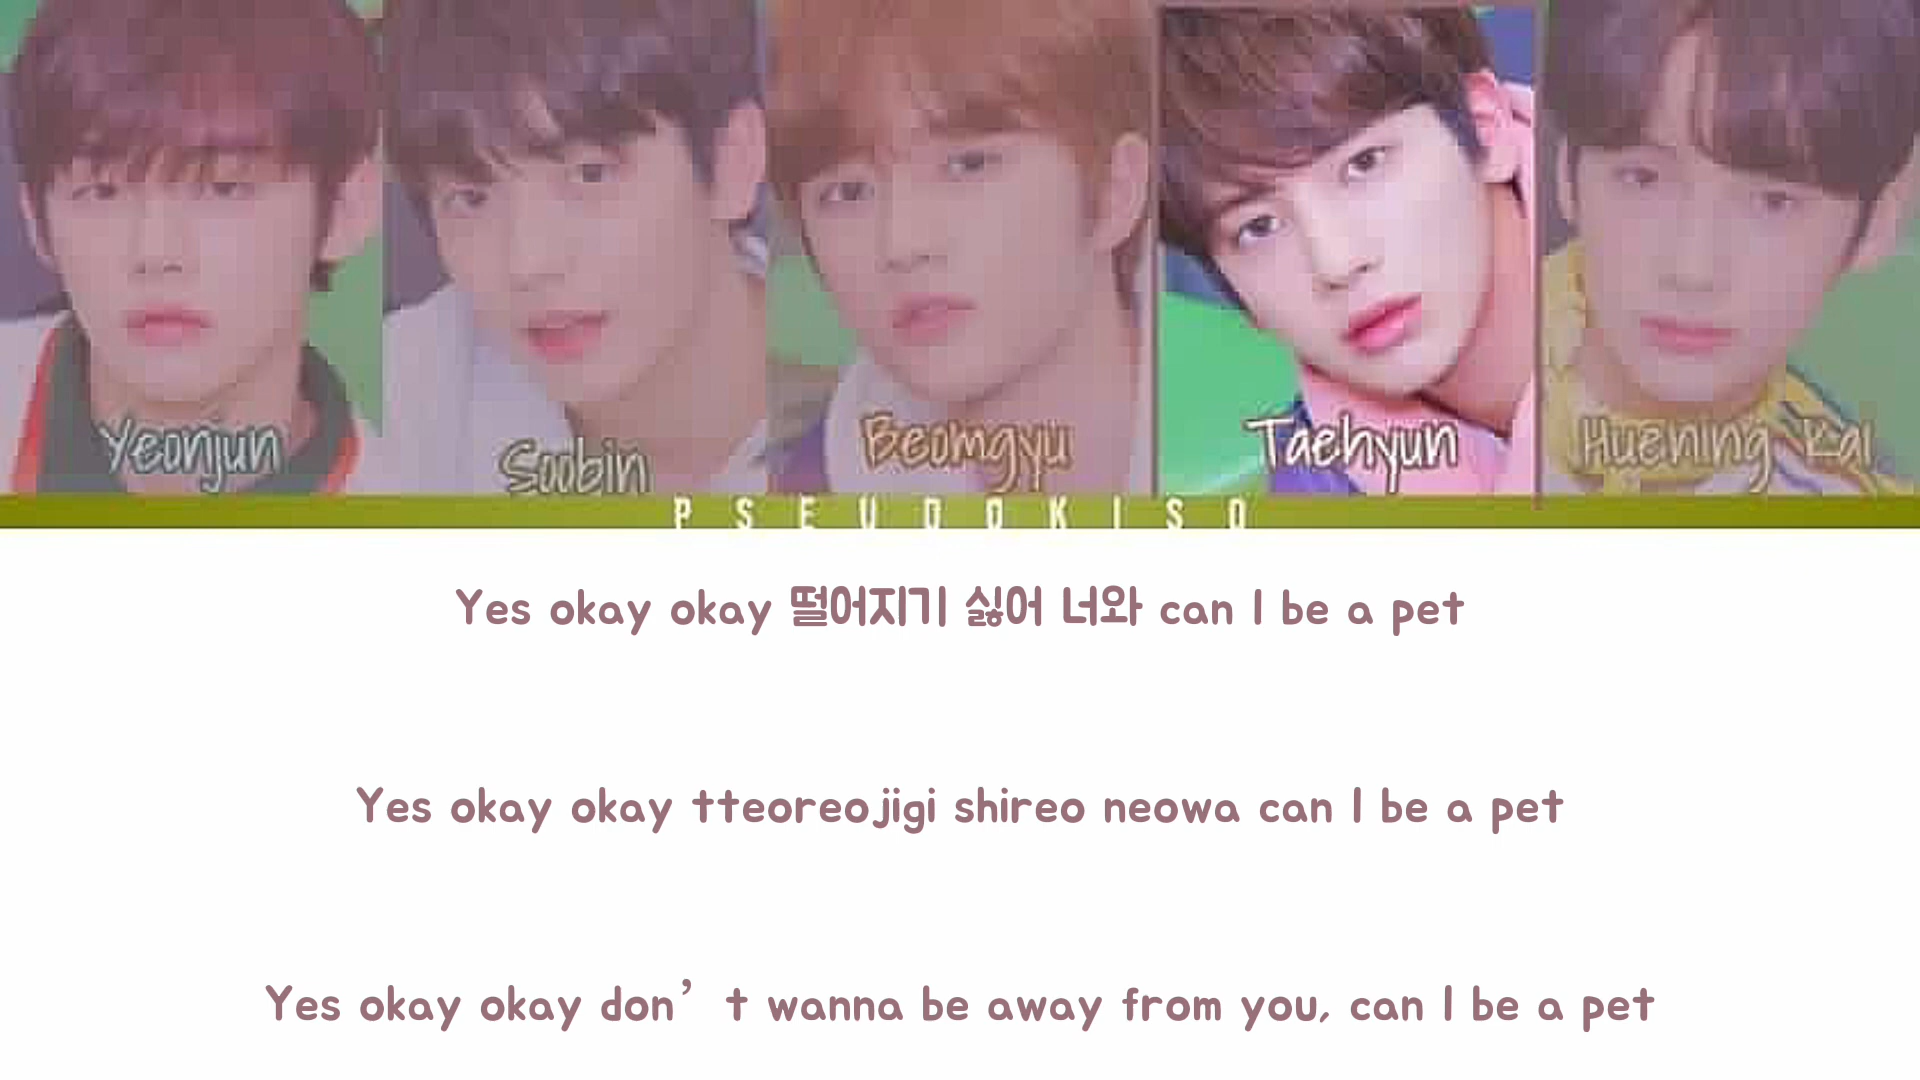 Yeonjun
Soobin
Beomgyu
Taehyun
Huening Kai
PSEUDOKISO
Yes okay okay 떨어지기 싫어 너와 can I be a pet
Yes okay okay tteoreojigi shireo neowa can I be a pet
Yes okay okay don’t wanna be away from you, can I be a pet